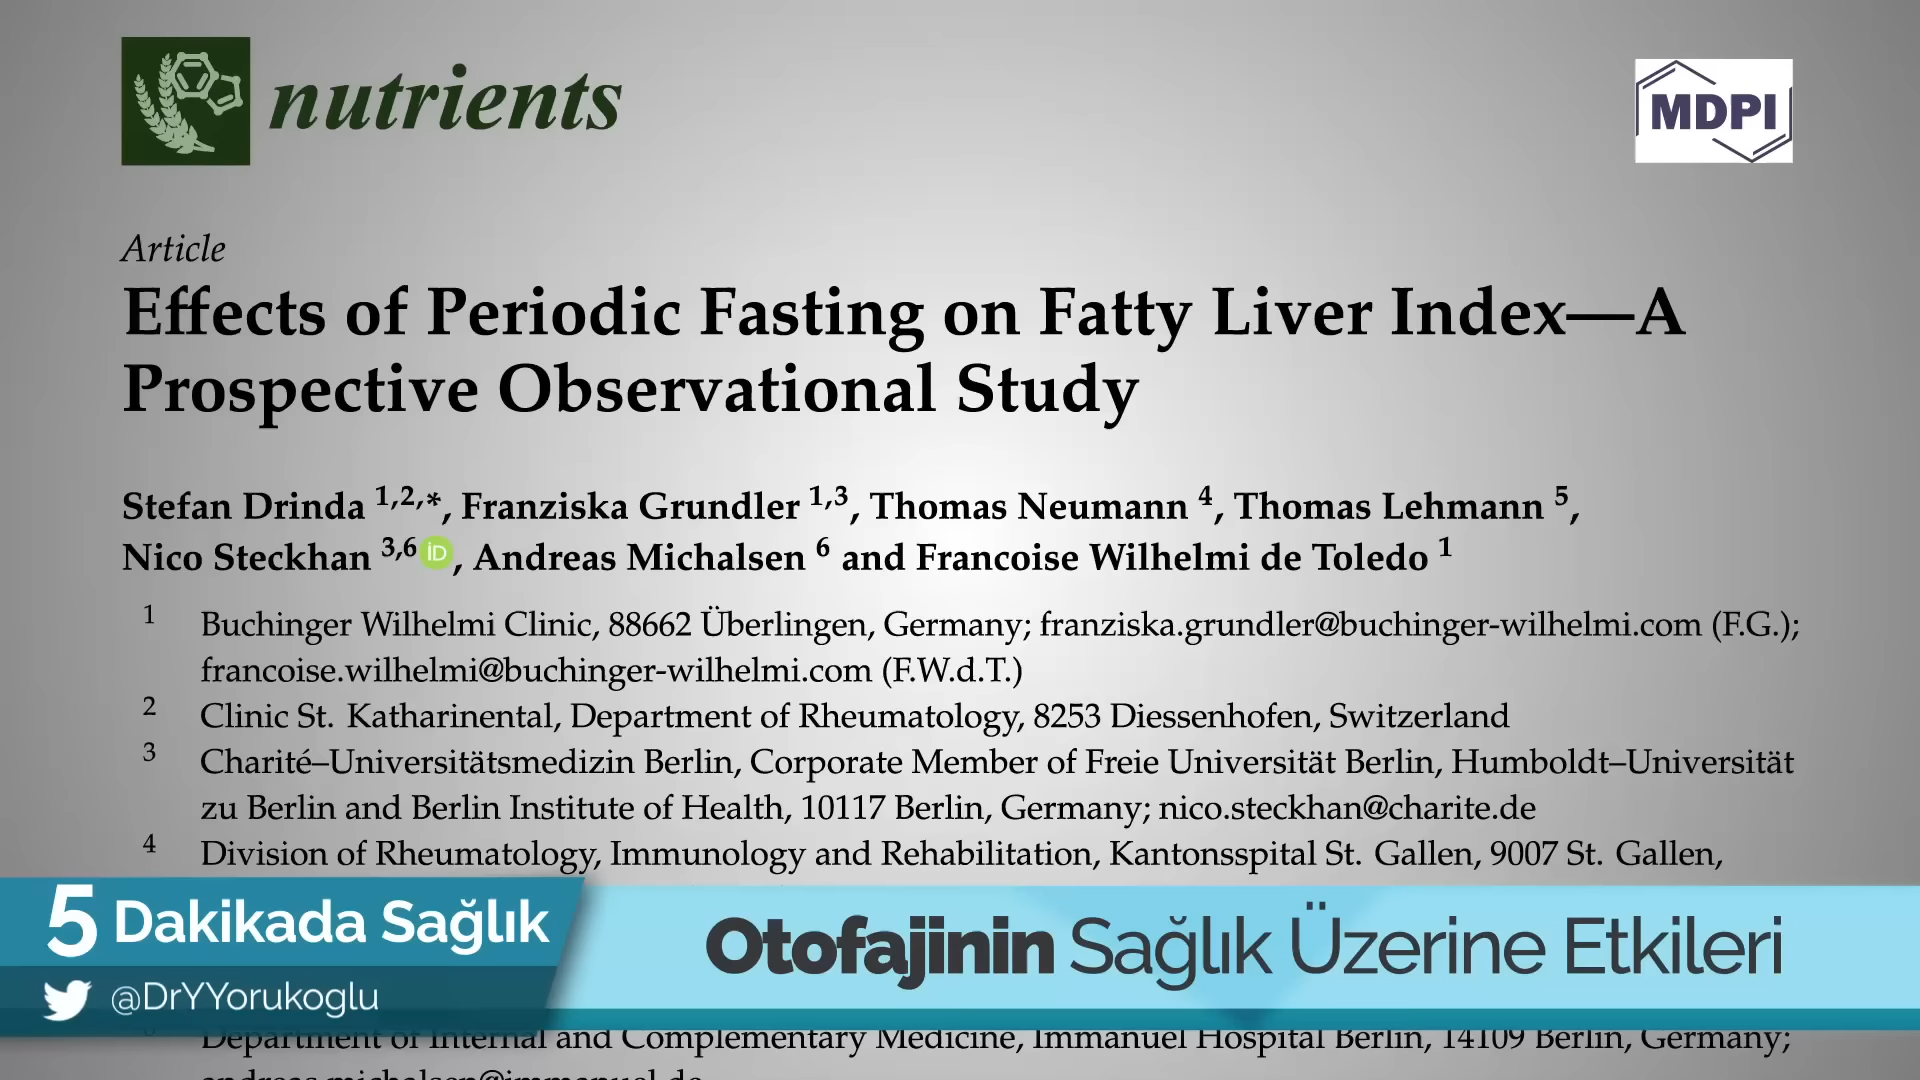 nutrients
MDPI
Article
Effects of Periodic Fasting on Fatty Liver Index—A
Prospective Observational Study
Stefan Drinda 1,2,*, Franziska Grundler 1,3, Thomas Neumann 4, Thomas Lehmann 5,
Nico Steckhan 3,6 iD, Andreas Michalsen 6 and Francoise Wilhelmi de Toledo 1
1 Buchinger Wilhelmi Clinic, 88662 Überlingen, Germany; franziska.grundler@buchinger-wilhelmi.com (F.G.);
francoise.wilhelmi@buchinger-wilhelmi.com (F.W.d.T.)
2 Clinic St. Katharinental, Department of Rheumatology, 8253 Diessenhofen, Switzerland
3 Charité–Universitätsmedizin Berlin, Corporate Member of Freie Universität Berlin, Humboldt–Universität
zu Berlin and Berlin Institute of Health, 10117 Berlin, Germany; nico.steckhan@charite.de
4 Division of Rheumatology, Immunology and Rehabilitation, Kantonsspital St. Gallen, 9007 St. Gallen,
5 Dakikada Sağlık
Otofajinin Sağlık Üzerine Etkileri
@DrYYorukoglu
Department of Internal and Complementary Medicine, Immanuel Hospital Berlin, 14109 Berlin, Germany;
andreas.michalsen@immanuel.de